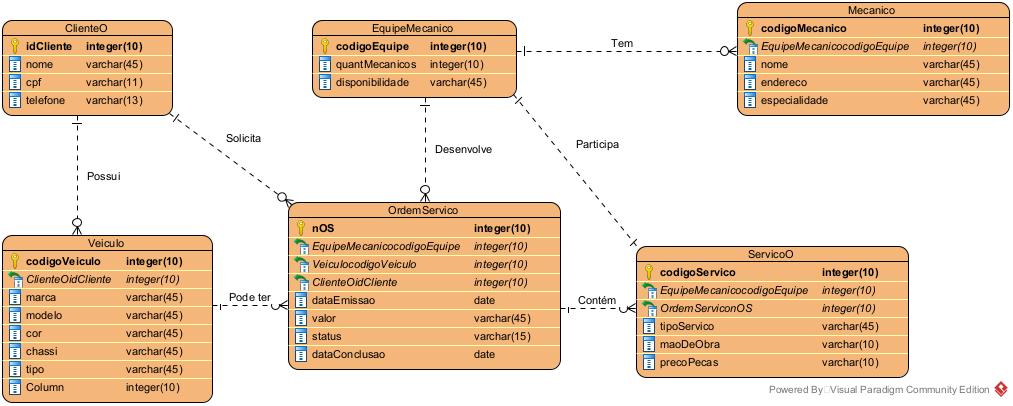 ClienteO
idCliente integer(10)
nome varchar(45)
cpf varchar(11)
telefone varchar(13)
EquipeMecanico
codigoEquipe integer(10)
quantMecanicos integer(10)
disponibilidade varchar(45)
Mecanico
codigoMecanico integer(10)
EquipeMecanicocodigoEquipe integer(10)
nome varchar(45)
endereco varchar(45)
especialidade varchar(45)
Tem
Solicita
Desenvolve
Participa
Possui
Veiculo
codigoVeiculo integer(10)
ClienteOidCliente integer(10)
marca varchar(45)
modelo varchar(45)
cor varchar(45)
chassi varchar(45)
tipo varchar(45)
Column integer(10)
Pode ter
OrdemServico
nOS integer(10)
EquipeMecanicocodigoEquipe integer(10)
VeiculocodigoVeiculo integer(10)
ClienteOidCliente integer(10)
dataEmissao date
valor varchar(45)
status varchar(15)
dataConclusao date
Contém
ServicoO
codigoServico integer(10)
EquipeMecanicocodigoEquipe integer(10)
OrdemServiconOS integer(10)
tipoServico varchar(45)
maoDeObra varchar(10)
precoPecas varchar(10)
Powered By Visual Paradigm Community Edition